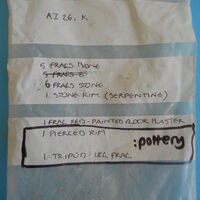 AI 26. K
5 FRAGS BONE
5 FRAGS
6 FRAGS STONE
1 STONE RIM (SERPENTINE)
1 FRAG RED-PAINTED FLOOR PLASTER
1 PIERCED RIM :pottery
1 TRIPOD-LEG FRAG